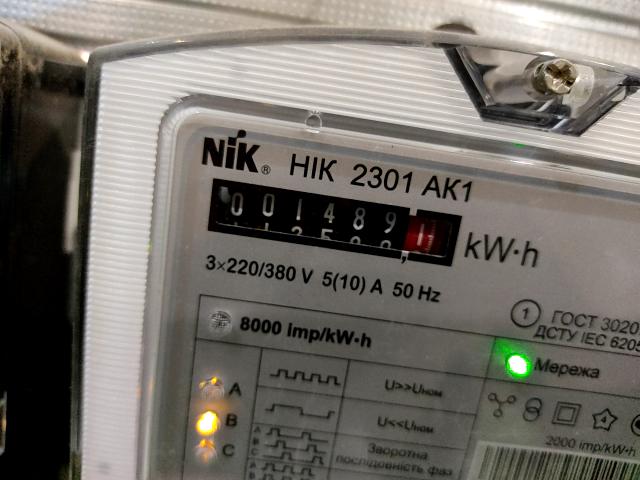 NiK® НІК 2301 АК1
001489 kW·h
3×220/380 V 5(10) A 50 Hz
1 ГОСТ 3020
ДСТУ IEC 6205
8000 imp/kW·h
Мережа
A
U>>Uном
B
U<<Uном
C
A
B
C
Зворотна
послідовність фаз
A
B
2000 imp/kW·h